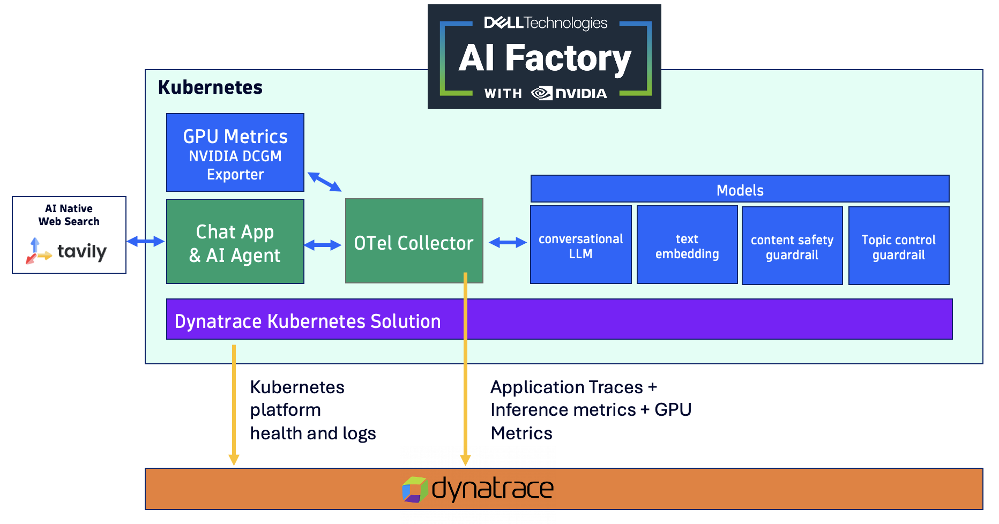 DELL Technologies
AI Factory
WITH NVIDIA
Kubernetes
GPU Metrics
NVIDIA DCGM
Exporter
AI Native
Web Search
tavily
Chat App
& AI Agent
OTel Collector
Models
conversational
LLM
text
embedding
content safety
guardrail
Topic control
guardrail
Dynatrace Kubernetes Solution
Kubernetes
platform
health and logs
Application Traces +
Inference metrics + GPU
Metrics
dynatrace